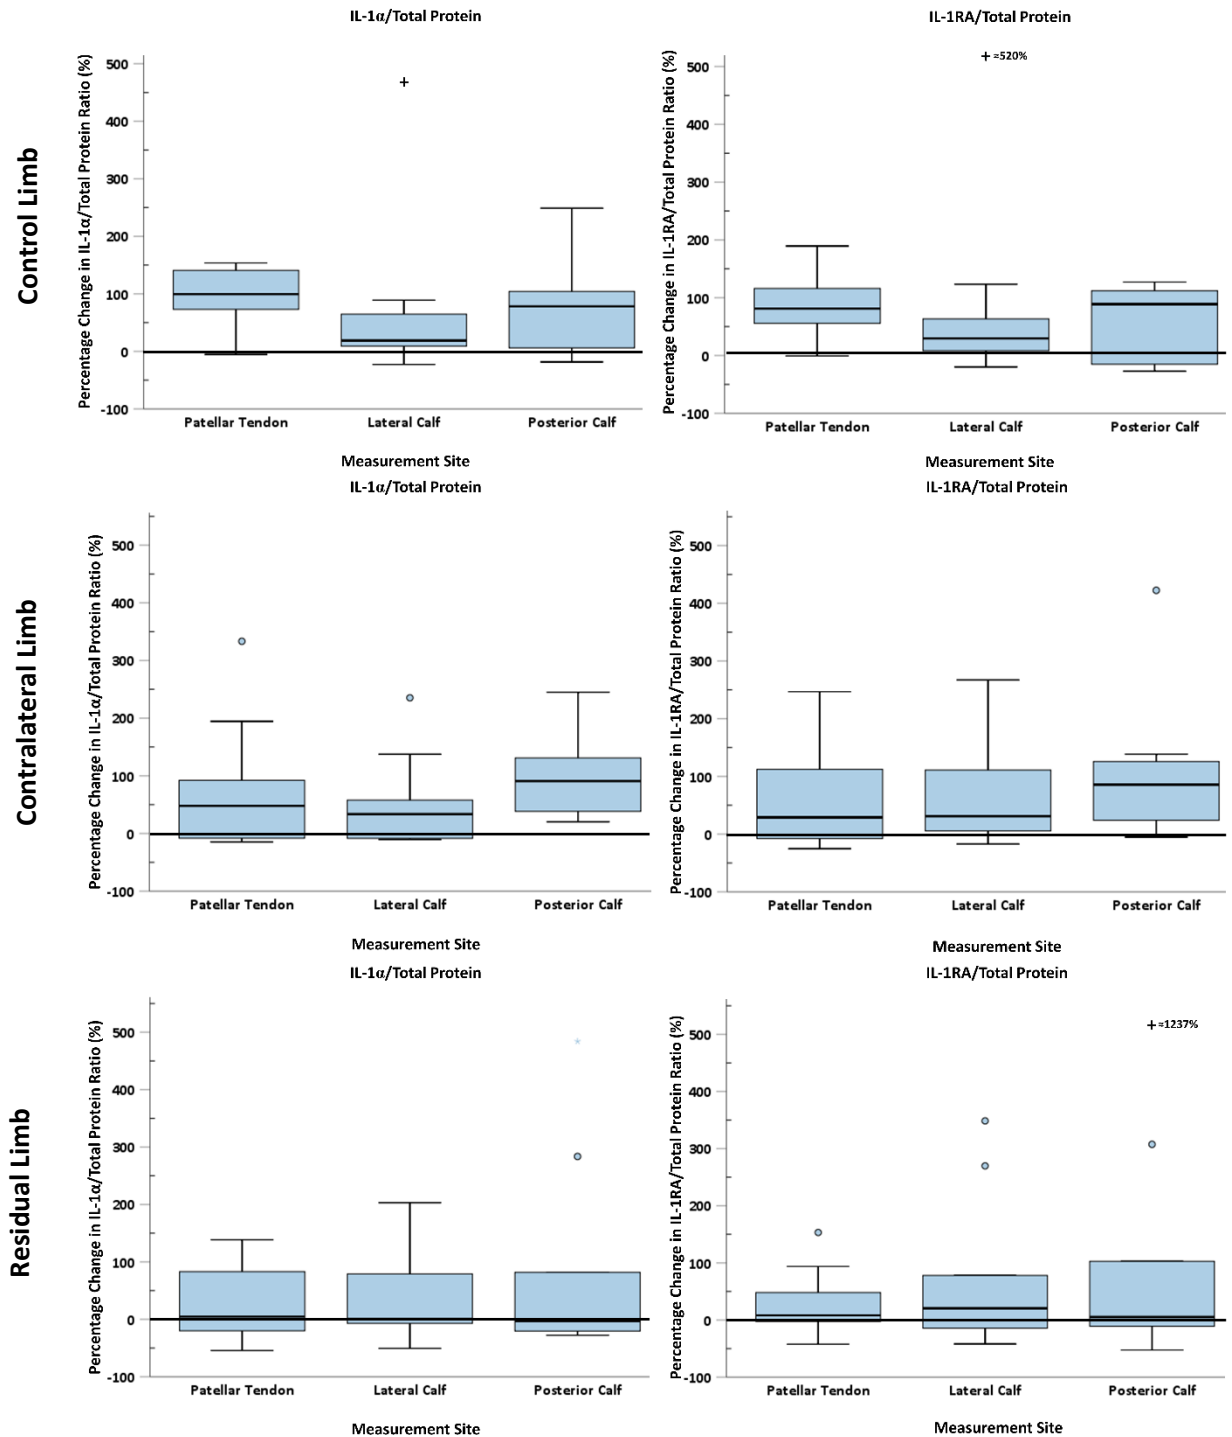 IL-1α/Total Protein
IL-1RA/Total Protein
Control Limb
Percentage Change in IL-1α/Total Protein Ratio (%)
500
400
300
200
100
0
-100
Patellar Tendon
Lateral Calf
Posterior Calf
Measurement Site
Percentage Change in IL-1RA/Total Protein Ratio (%)
≈520%
500
400
300
200
100
0
-100
Patellar Tendon
Lateral Calf
Posterior Calf
Measurement Site
IL-1α/Total Protein
IL-1RA/Total Protein
Contralateral Limb
Percentage Change in IL-1α/Total Protein Ratio (%)
500
400
300
200
100
0
-100
Patellar Tendon
Lateral Calf
Posterior Calf
Measurement Site
Percentage Change in IL-1RA/Total Protein Ratio (%)
500
400
300
200
100
0
-100
Patellar Tendon
Lateral Calf
Posterior Calf
Measurement Site
IL-1α/Total Protein
IL-1RA/Total Protein
Residual Limb
Percentage Change in IL-1α/Total Protein Ratio (%)
500
400
300
200
100
0
-100
Patellar Tendon
Lateral Calf
Posterior Calf
Measurement Site
Percentage Change in IL-1RA/Total Protein Ratio (%)
≈1237%
500
400
300
200
100
0
-100
Patellar Tendon
Lateral Calf
Posterior Calf
Measurement Site